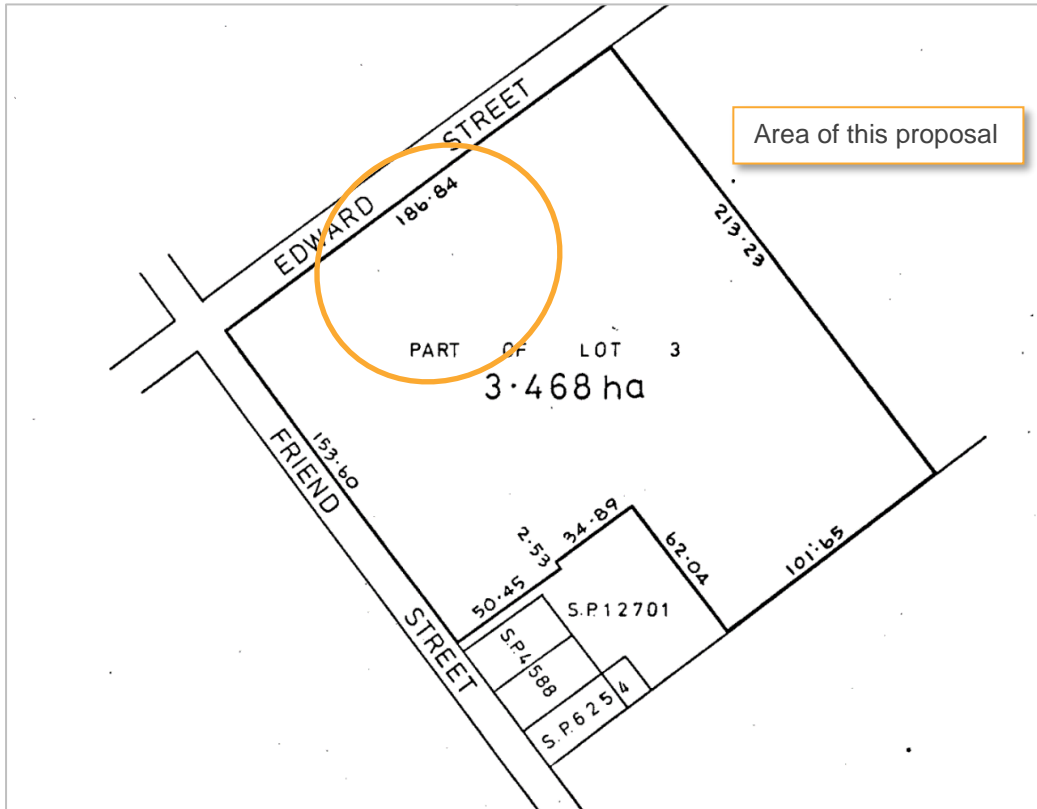 EDWARD STREET
186·84
Area of this proposal
213·23
PART OF LOT 3
3·468 ha
FRIEND STREET
153·60
2·53
34·89
62·04
101·65
50·45
S.P.12701
S.P.4588
S.P.6254